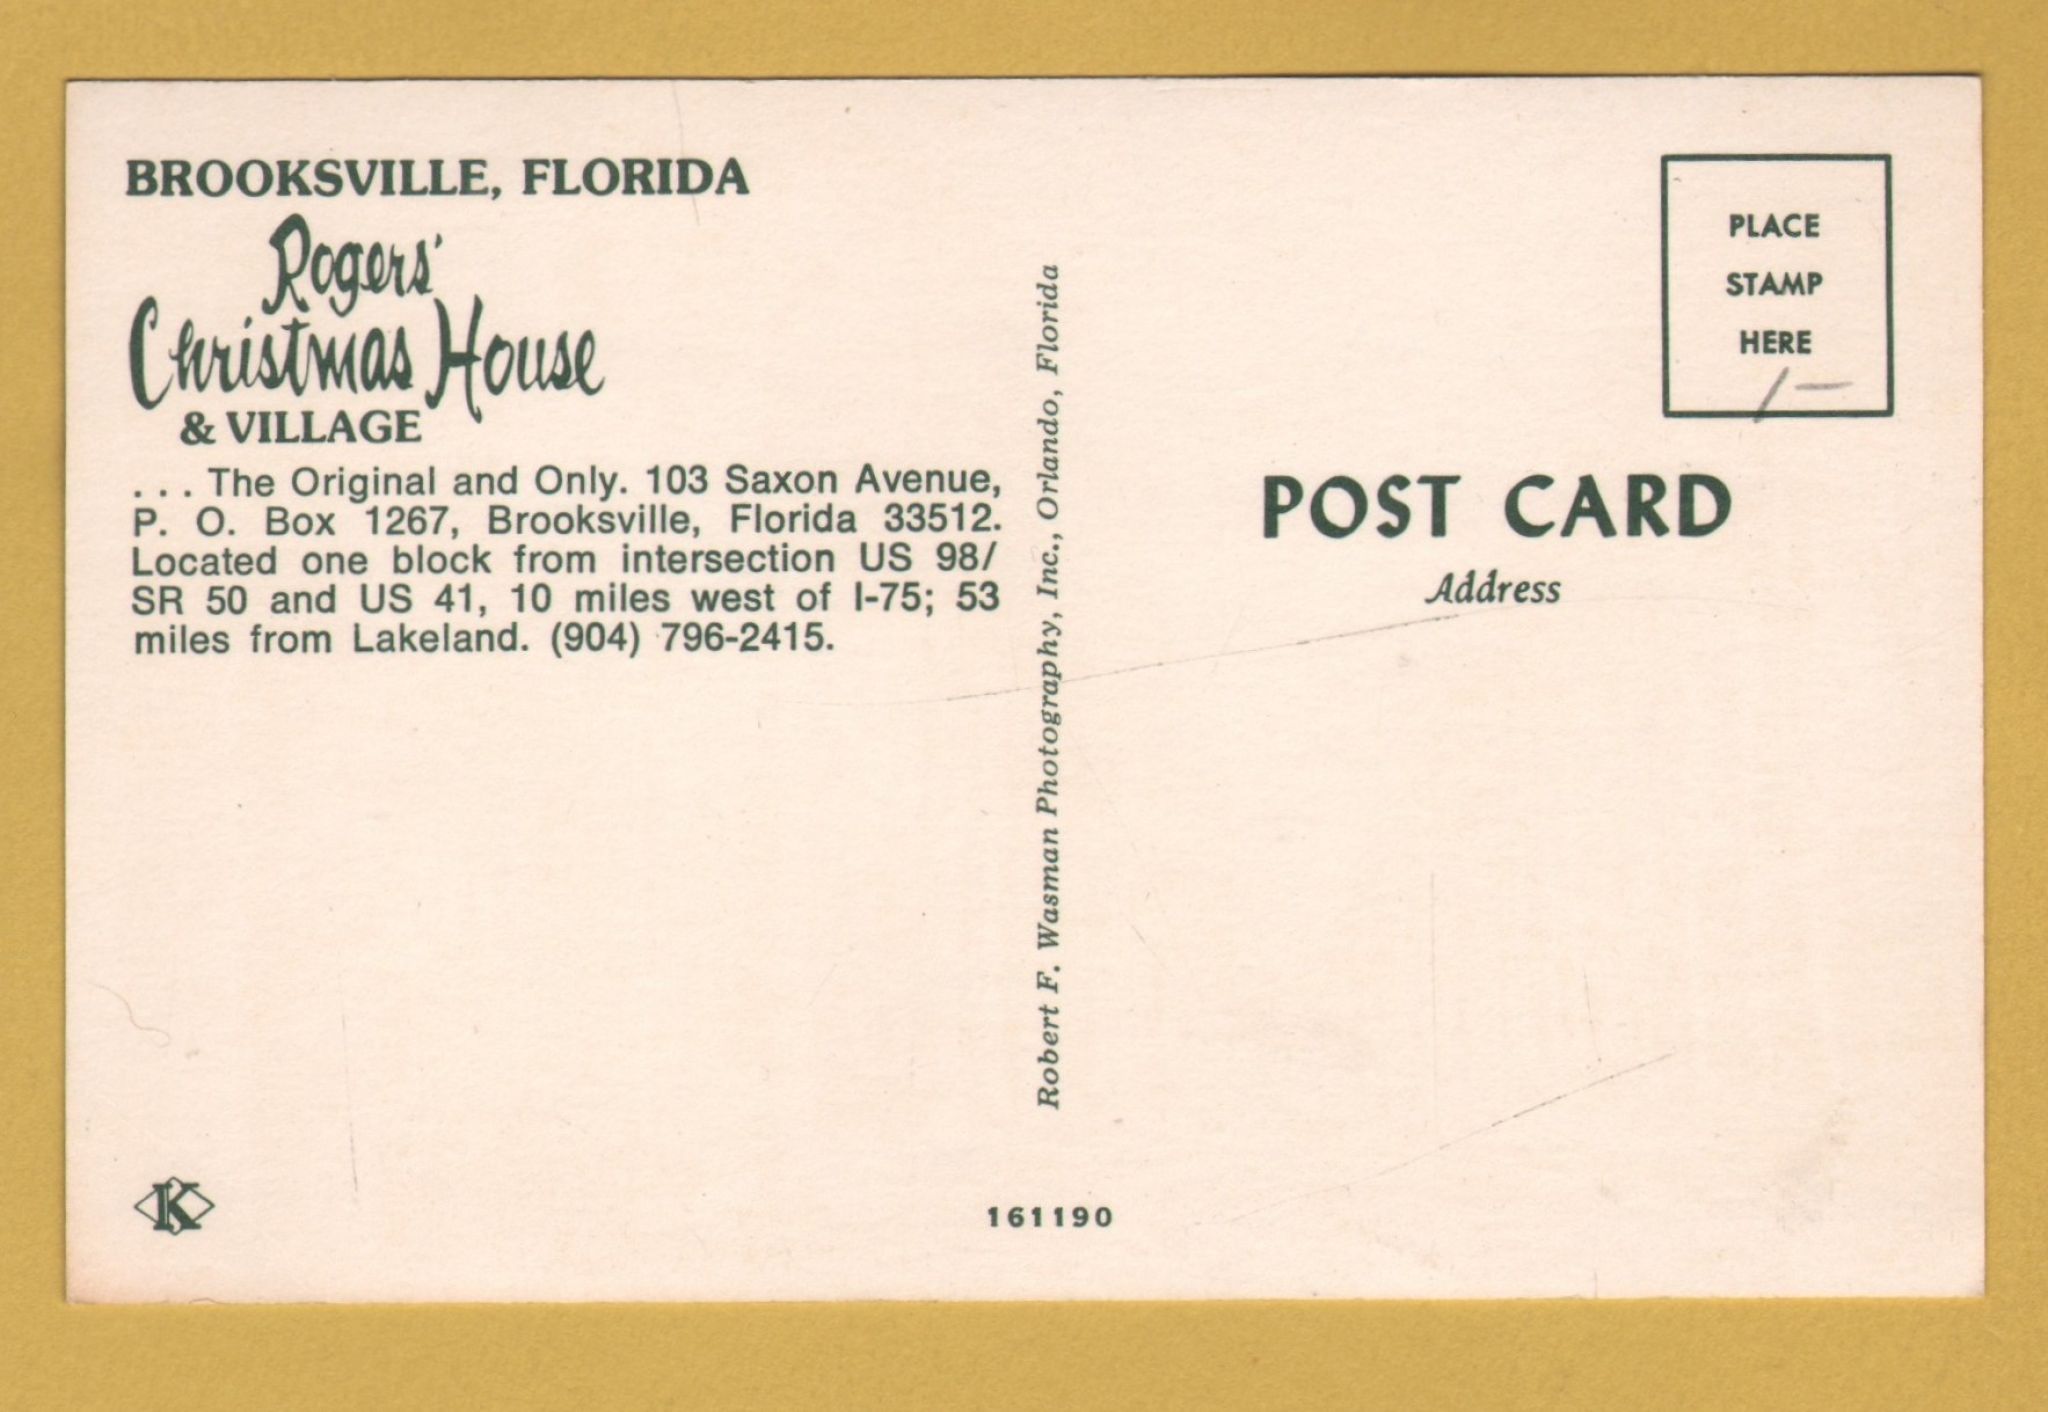 BROOKSVILLE, FLORIDA
Rogers'
Christmas House
& VILLAGE
... The Original and Only. 103 Saxon Avenue,
P. O. Box 1267, Brooksville, Florida 33512.
Located one block from intersection US 98/
SR 50 and US 41, 10 miles west of I-75; 53
miles from Lakeland. (904) 796-2415.
K
Robert F. Wasman Photography, Inc., Orlando, Florida
161190
PLACE
STAMP
HERE
1-
POST CARD
Address